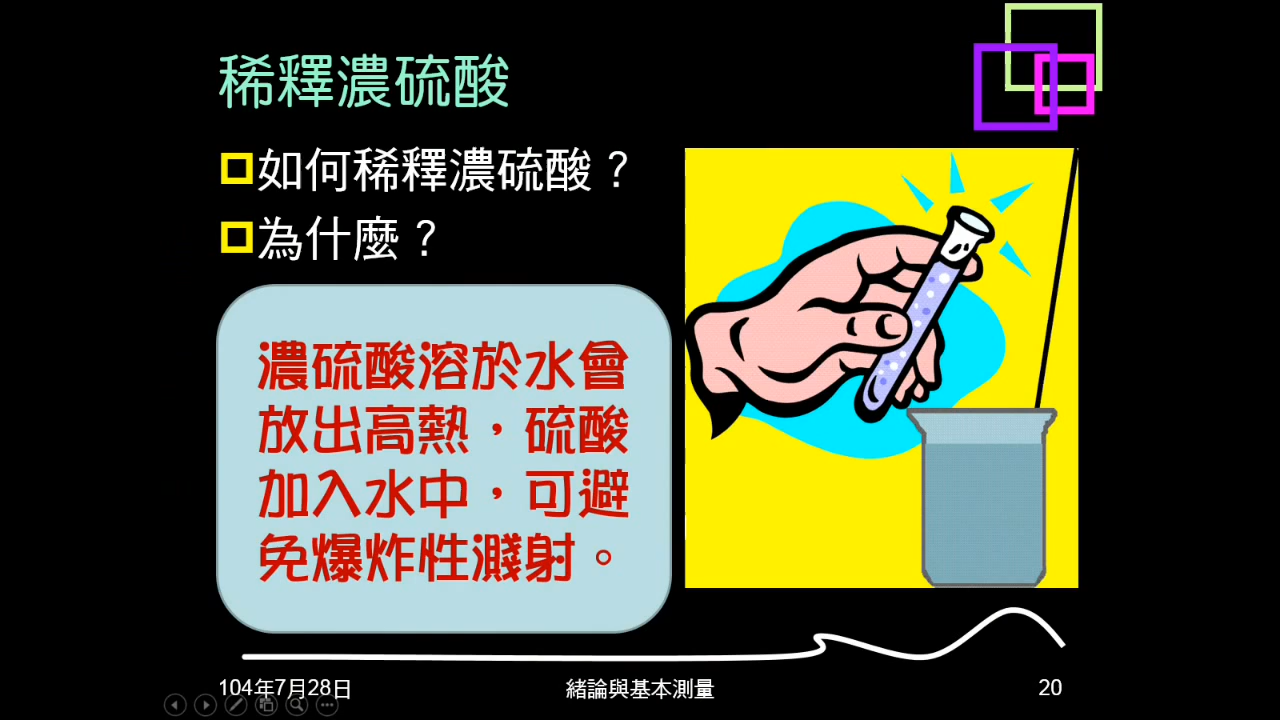 稀釋濃硫酸
如何稀釋濃硫酸？
為什麼？
濃硫酸溶於水會
放出高熱，硫酸
加入水中，可避
免爆炸性濺射。
104年7月28日
緒論與基本測量
20